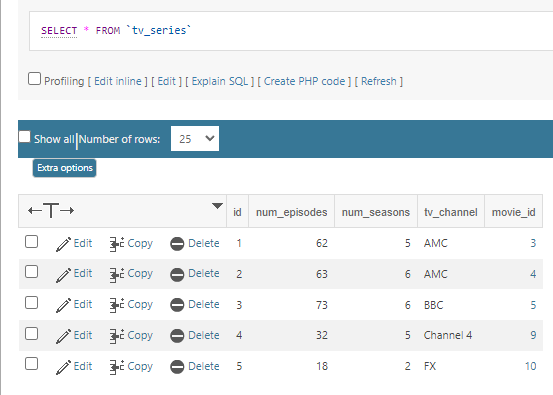 SELECT * FROM `tv_series`
Profiling [ Edit inline ] [ Edit ] [ Explain SQL ] [ Create PHP code ] [ Refresh ]
Show all Number of rows: 25
Extra options
←T→ id num_episodes num_seasons tv_channel movie_id
Edit Copy Delete 1 62 5 AMC 3
Edit Copy Delete 2 63 6 AMC 4
Edit Copy Delete 3 73 6 BBC 5
Edit Copy Delete 4 32 5 Channel 4 9
Edit Copy Delete 5 18 2 FX 10